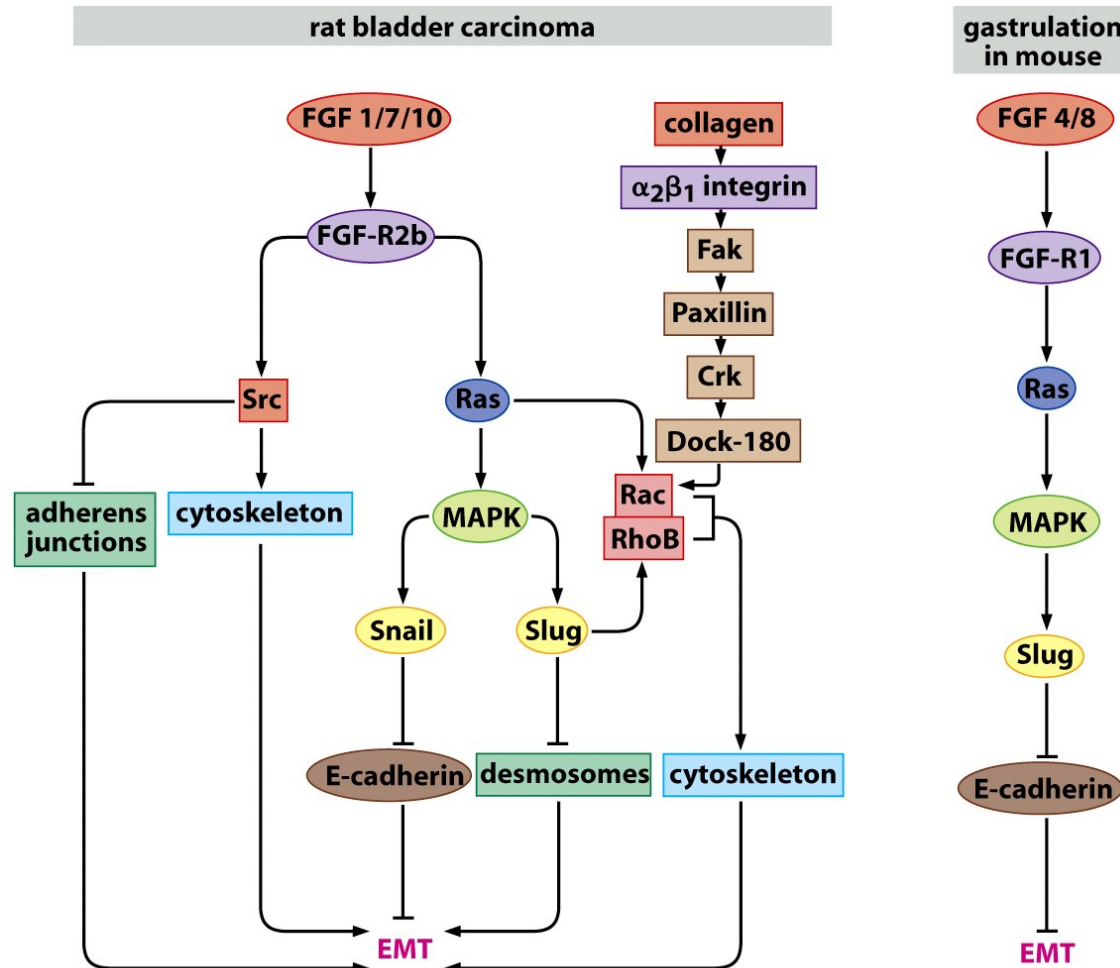 rat bladder carcinoma
gastrulation
in mouse
FGF 1/7/10
collagen
FGF 4/8
α₂β₁ integrin
FGF-R2b
Fak
FGF-R1
Paxillin
Crk
Src
Ras
Ras
Dock-180
adherens
junctions
cytoskeleton
MAPK
Rac
RhoB
MAPK
Snail
Slug
Slug
E-cadherin
desmosomes
cytoskeleton
E-cadherin
EMT
EMT